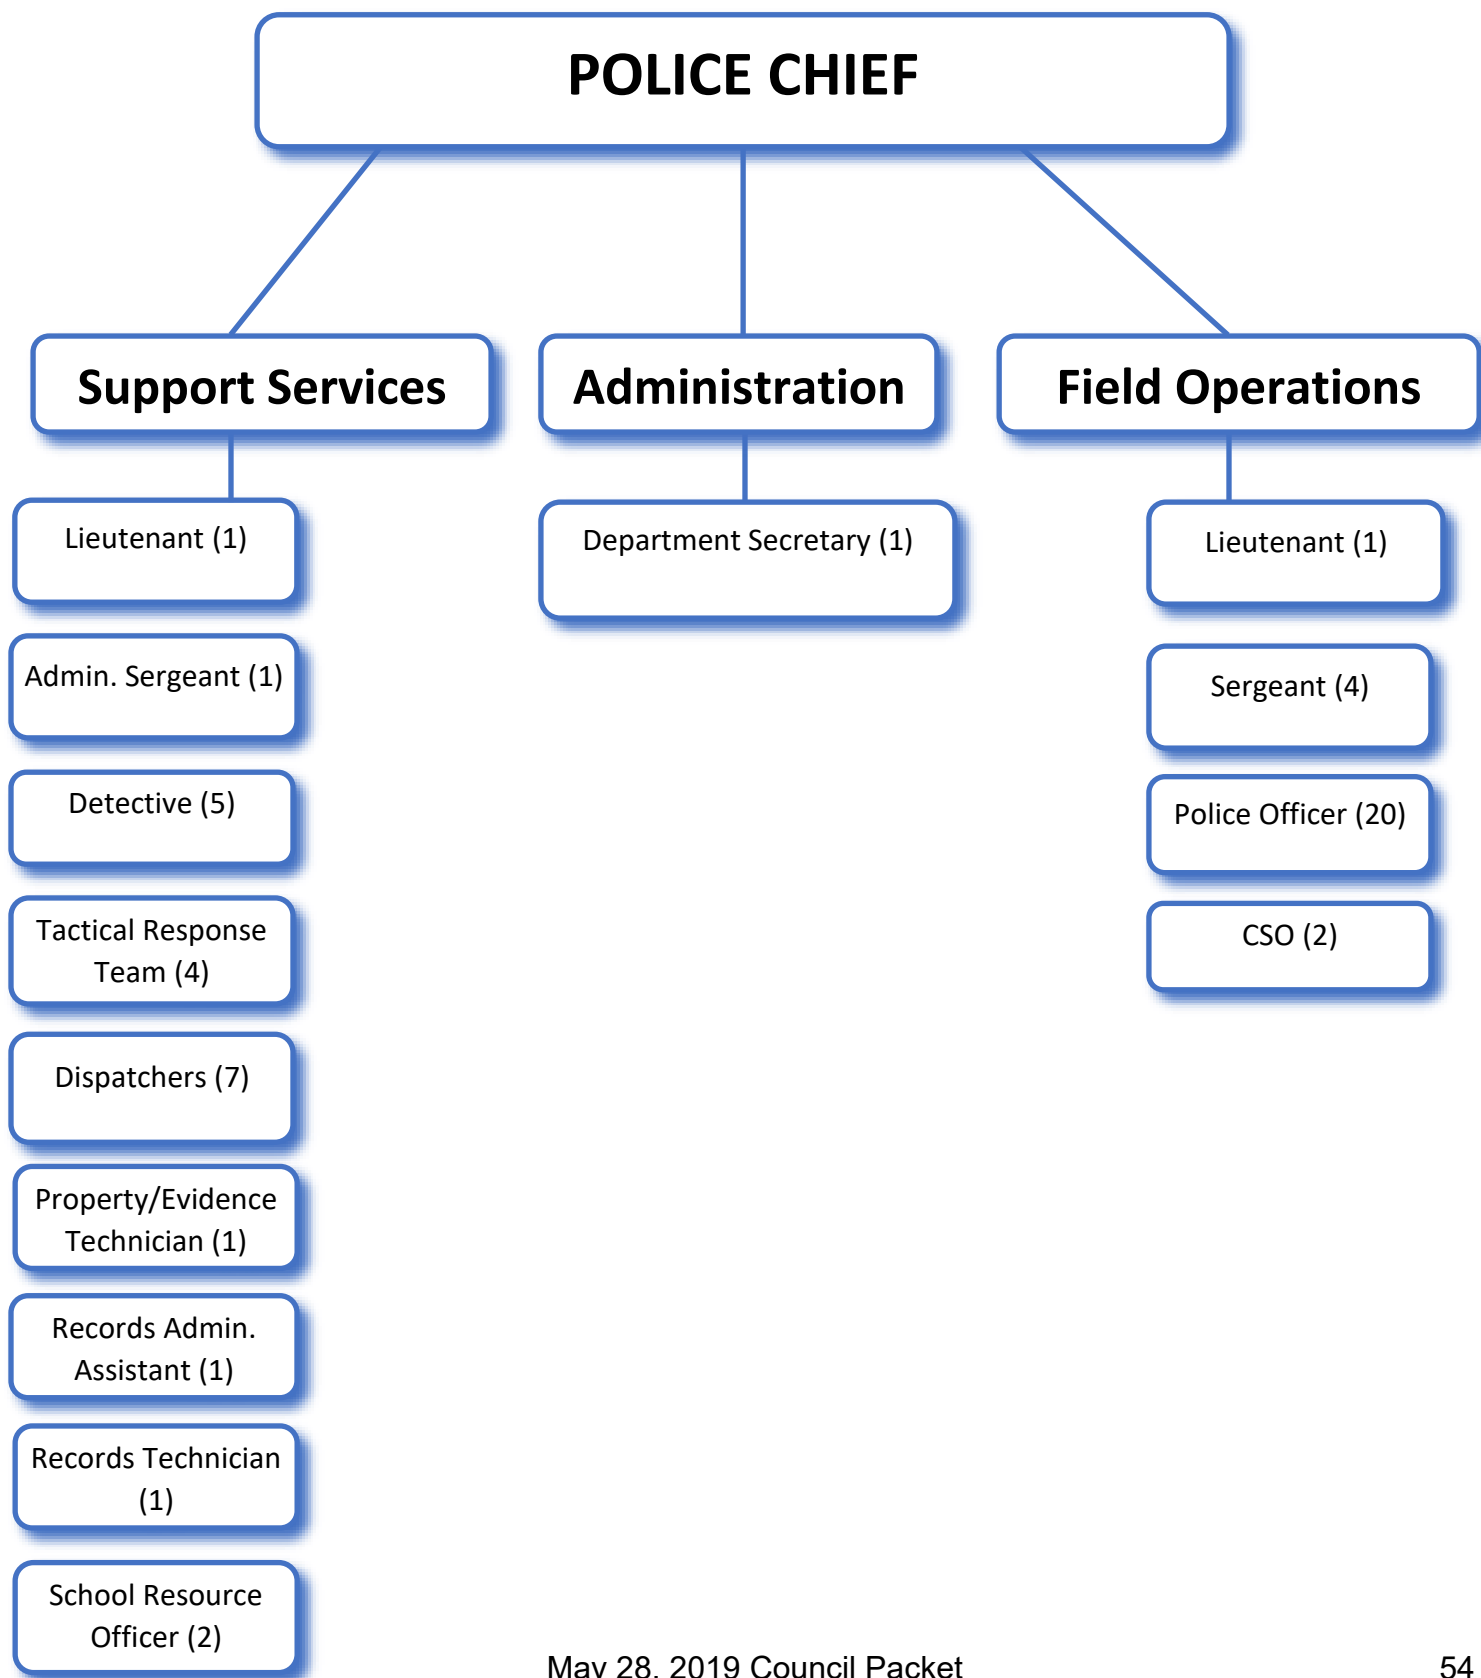 POLICE CHIEF
Support Services
Administration
Field Operations
Lieutenant (1)
Admin. Sergeant (1)
Detective (5)
Tactical Response
Team (4)
Dispatchers (7)
Property/Evidence
Technician (1)
Records Admin.
Assistant (1)
Records Technician
(1)
School Resource
Officer (2)
Department Secretary (1)
Lieutenant (1)
Sergeant (4)
Police Officer (20)
CSO (2)
May 28, 2019 Council Packet
54